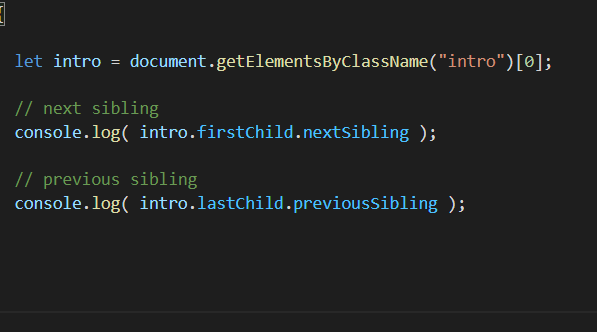 {
let intro = document.getElementsByClassName("intro")[0];
// next sibling
console.log( intro.firstChild.nextSibling );
// previous sibling
console.log( intro.lastChild.previousSibling );